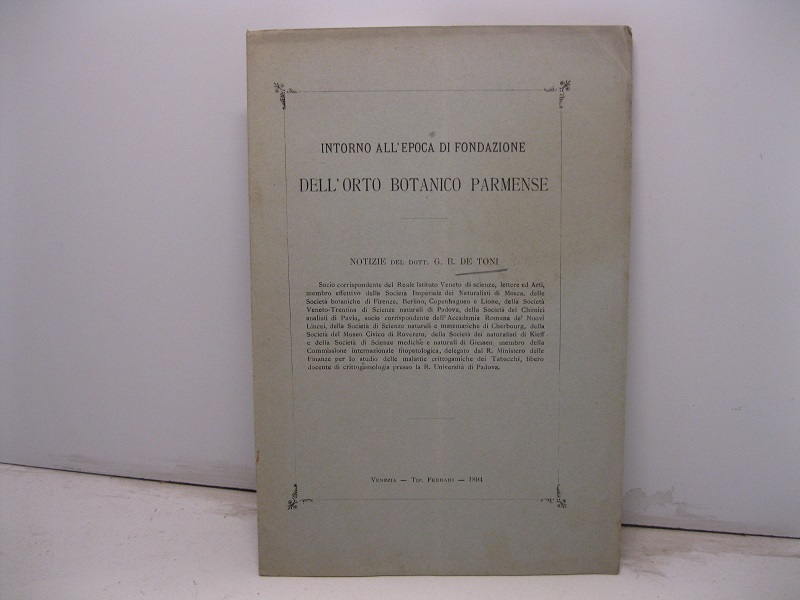 INTORNO ALL'EPOCA DI FONDAZIONE
DELL'ORTO BOTANICO PARMENSE
NOTIZIE DEL DOTT. G. B. DE TONI
Socio corrispondente del Reale Istituto Veneto di scienze, lettere ed Arti,
membro effettivo della Società Imperiale dei Naturalisti di Mosca, delle
Società botaniche di Firenze, Berlino, Copenhaguen e Lione, della Società
Veneto-Trentina di Scienze naturali di Padova, della Società dei Chimici
analisti di Pavia, socio corrispondente dell'Accademia Romana de' Nuovi
Lincei, della Società di Scienze naturali e matematiche di Cherbourg, della
Società del Museo Civico di Rovereto, della Società dei naturalisti di Kieff
e della Società di Scienze mediche e naturali di Giessen membro della
Commissione internazionale fitopatologica, delegato dal R. Ministero delle
Finanze per lo studio delle malattie crittogamiche dei Tabacchi, libero
docente di crittogamologia presso la R. Università di Padova.
VENEZIA — TIP. FERRARI — 1894